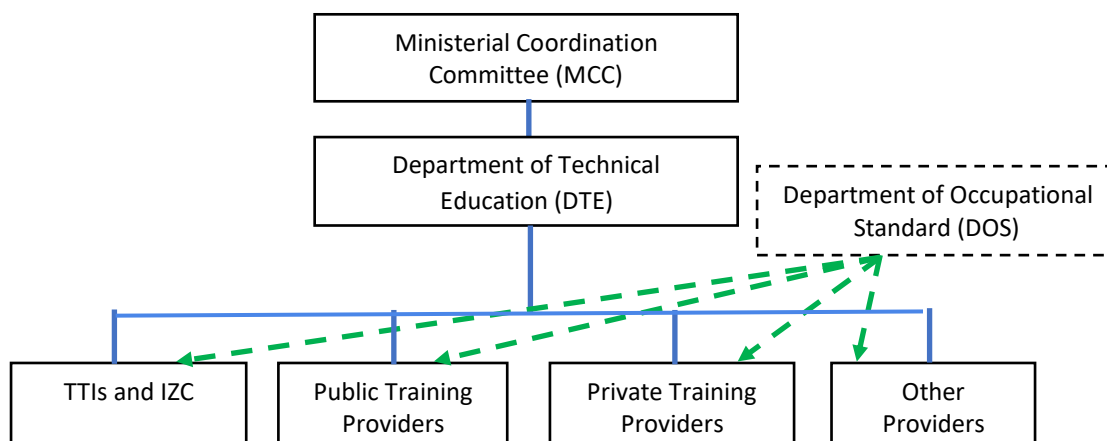 Ministerial Coordination
Committee (MCC)
Department of Technical
Education (DTE)
Department of Occupational
Standard (DOS)
TTIs and IZC
Public Training
Providers
Private Training
Providers
Other
Providers